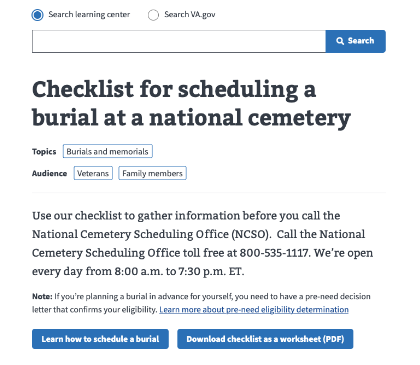 Search learning center Search VA.gov
Search
Checklist for scheduling a
burial at a national cemetery
Topics Burials and memorials
Audience Veterans Family members
Use our checklist to gather information before you call the
National Cemetery Scheduling Office (NCSO). Call the National
Cemetery Scheduling Office toll free at 800-535-1117. We're open
every day from 8:00 a.m. to 7:30 p.m. ET.
Note: If you're planning a burial in advance for yourself, you need to have a pre-need decision
letter that confirms your eligibility. Learn more about pre-need eligibility determination
Learn how to schedule a burial Download checklist as a worksheet (PDF)